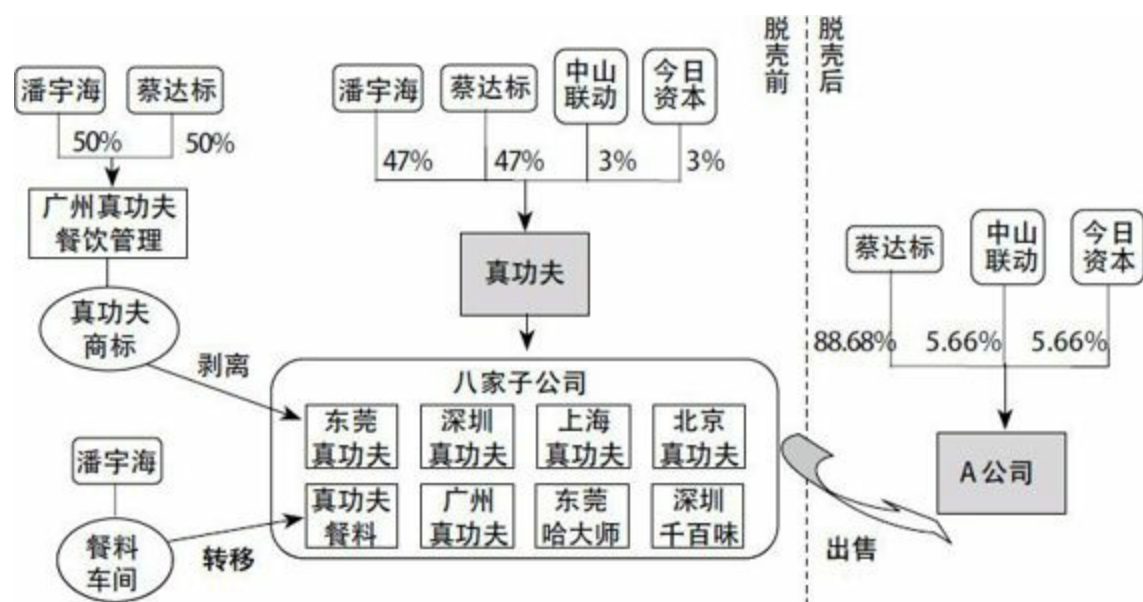 脱壳前
脱壳后
潘宇海
蔡达标
50%
50%
广州真功夫
餐饮管理
真功夫
商标
剥离
潘宇海
餐料
车间
转移
潘宇海
蔡达标
中山
联动
今日
资本
47%
47%
3%
3%
真功夫
八家子公司
东莞
真功夫
深圳
真功夫
上海
真功夫
北京
真功夫
真功夫
餐料
广州
真功夫
东莞
哈大师
深圳
千百味
蔡达标
中山
联动
今日
资本
88.68%
5.66%
5.66%
A公司
出售